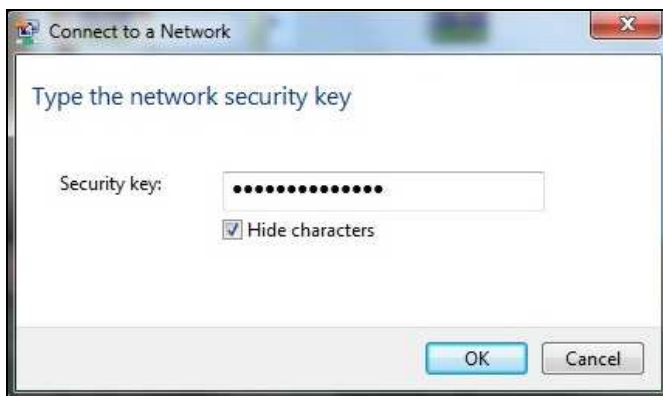 Connect to a Network
Type the network security key
Security key: ••••••••••••••
Hide characters
OK Cancel